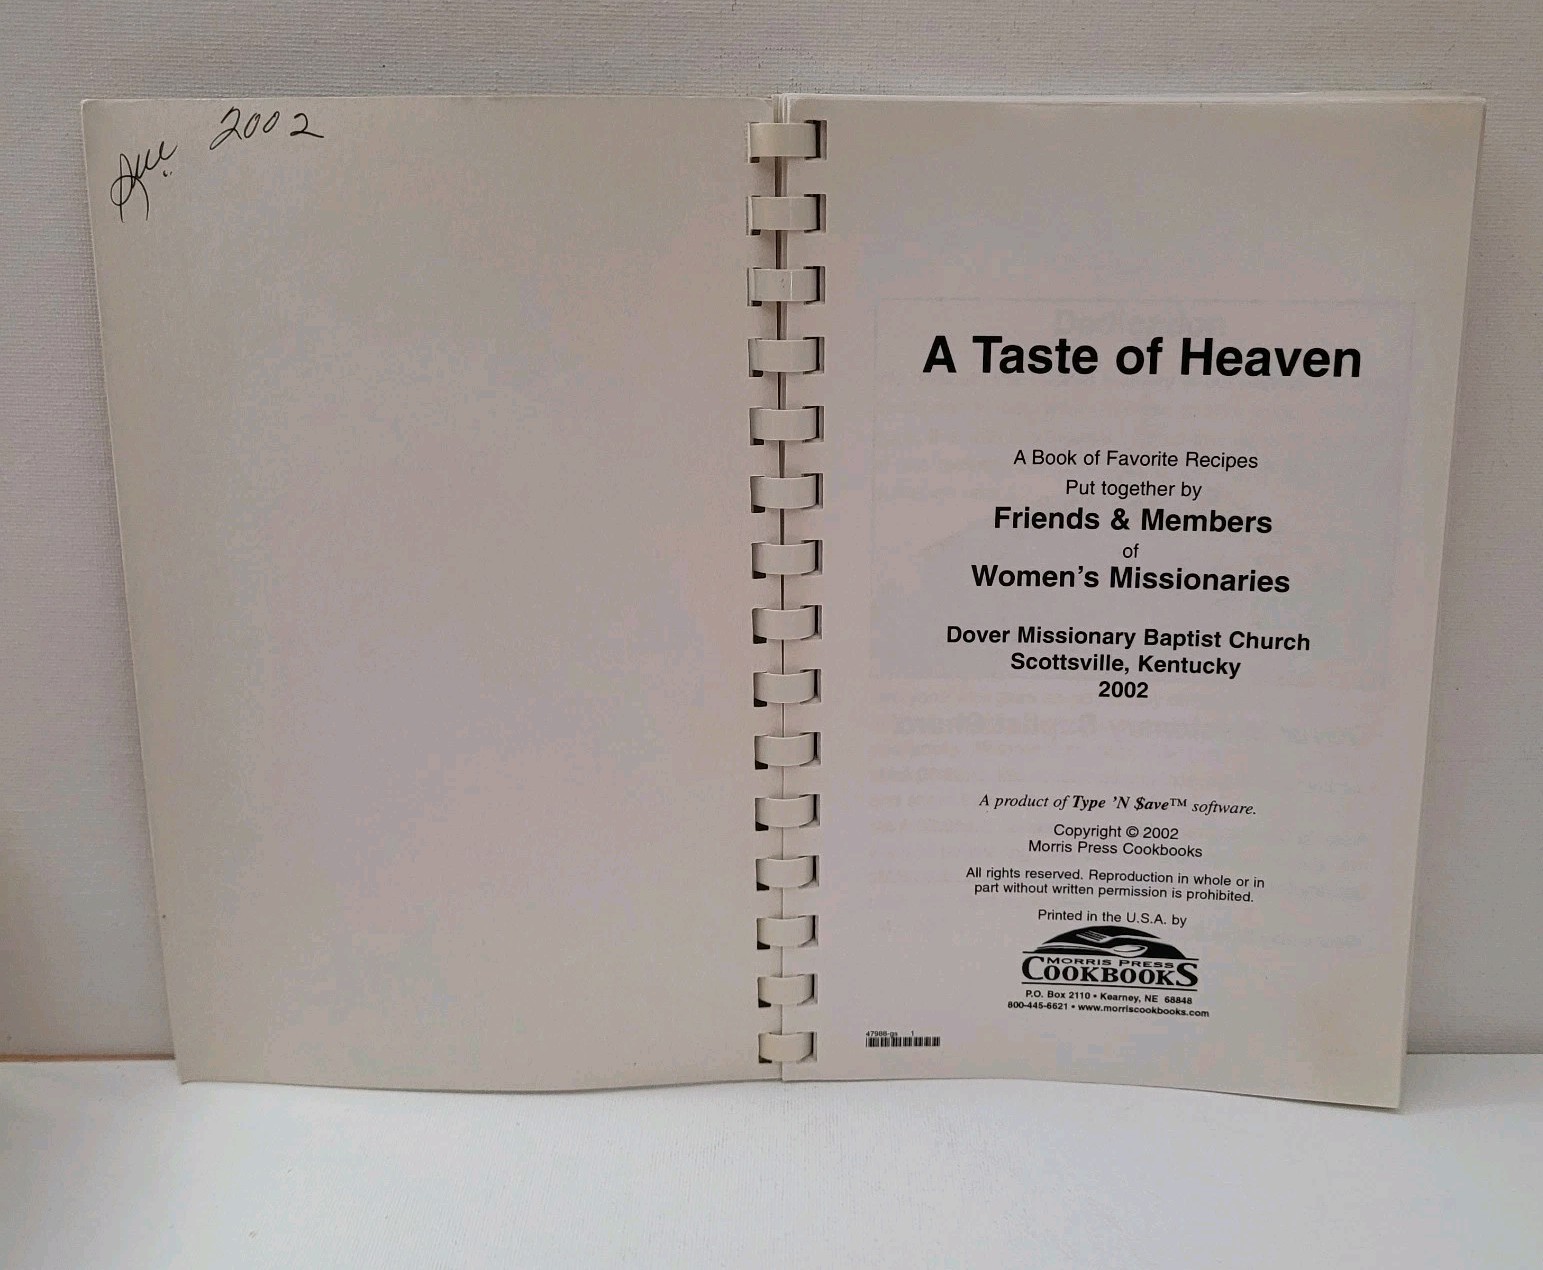 2002
A Taste of Heaven
A Book of Favorite Recipes
Put together by
Friends & Members
of
Women's Missionaries
Dover Missionary Baptist Church
Scottsville, Kentucky
2002
A product of Type 'N $ave™ software.
Copyright © 2002
Morris Press Cookbooks
All rights reserved. Reproduction in whole or in
part without written permission is prohibited.
Printed in the U.S.A. by
MORRIS PRESS
COOKBOOKS
P.O. Box 2110 • Kearney, NE 68848
800-445-6621 • www.morriscookbooks.com
47988-gs 1